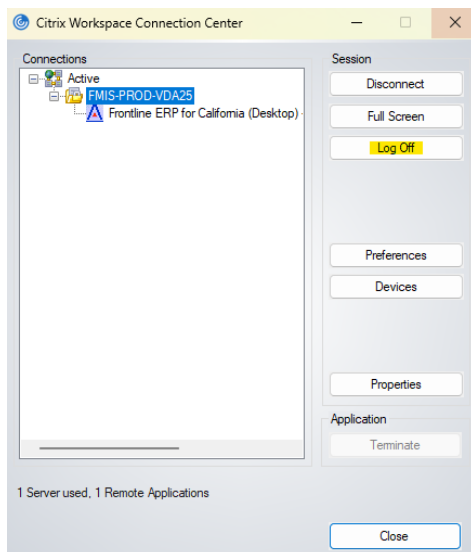 Citrix Workspace Connection Center
Connections
Active
FMIS-PROD-VDA25
Frontline ERP for California (Desktop) -
Session
Disconnect
Full Screen
Log Off
Preferences
Devices
Properties
Application
Terminate
1 Server used, 1 Remote Applications
Close